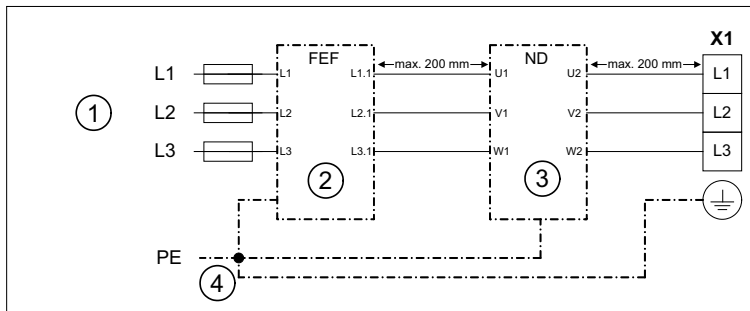 X1
FEF
ND
L1 L1 L1.1 max. 200 mm U1 U2 max. 200 mm L1
1 L2 L2 L2.1 V1 V2 L2
L3 L3 L3.1 W1 W2 L3
2 3
PE
4